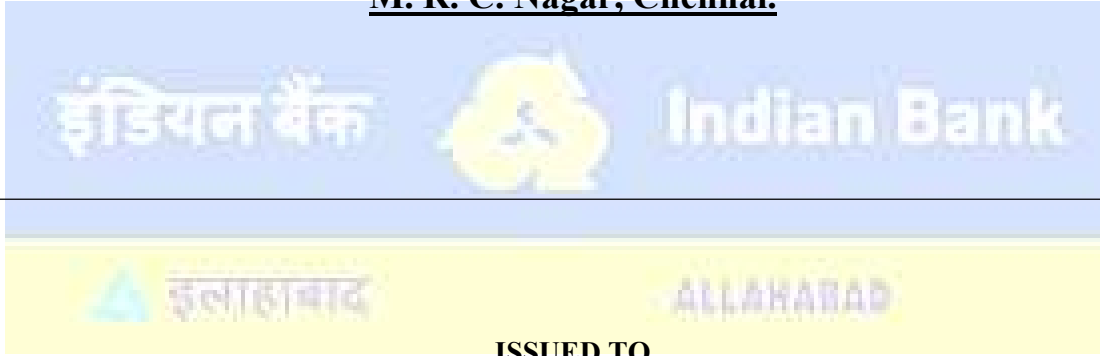 M. R. C. Nagar, Chennai.
इंडियन बैंक Indian Bank
इलाहाबाद ALLAHABAD
ISSUED TO